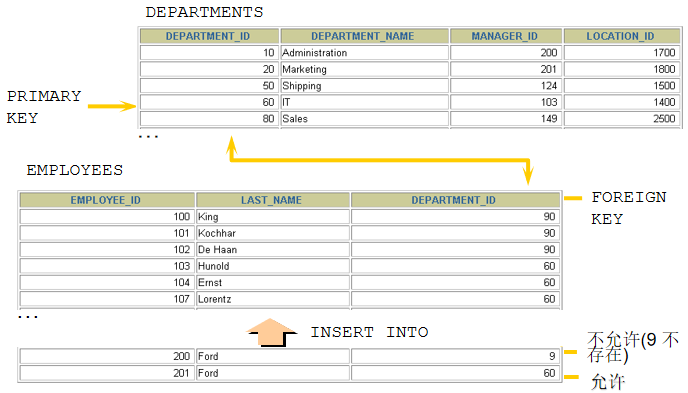 DEPARTMENTS
DEPARTMENT_ID DEPARTMENT_NAME MANAGER_ID LOCATION_ID
10 Administration 200 1700
20 Marketing 201 1800
50 Shipping 124 1500
60 IT 103 1400
80 Sales 149 2500
...
PRIMARY
KEY
EMPLOYEES
EMPLOYEE_ID LAST_NAME DEPARTMENT_ID
100 King 90
101 Kochhar 90
102 De Haan 90
103 Hunold 60
104 Ernst 60
107 Lorentz 60
...
FOREIGN
KEY
INSERT INTO
200 Ford 9
201 Ford 60
不允许(9 不
存在)
允许